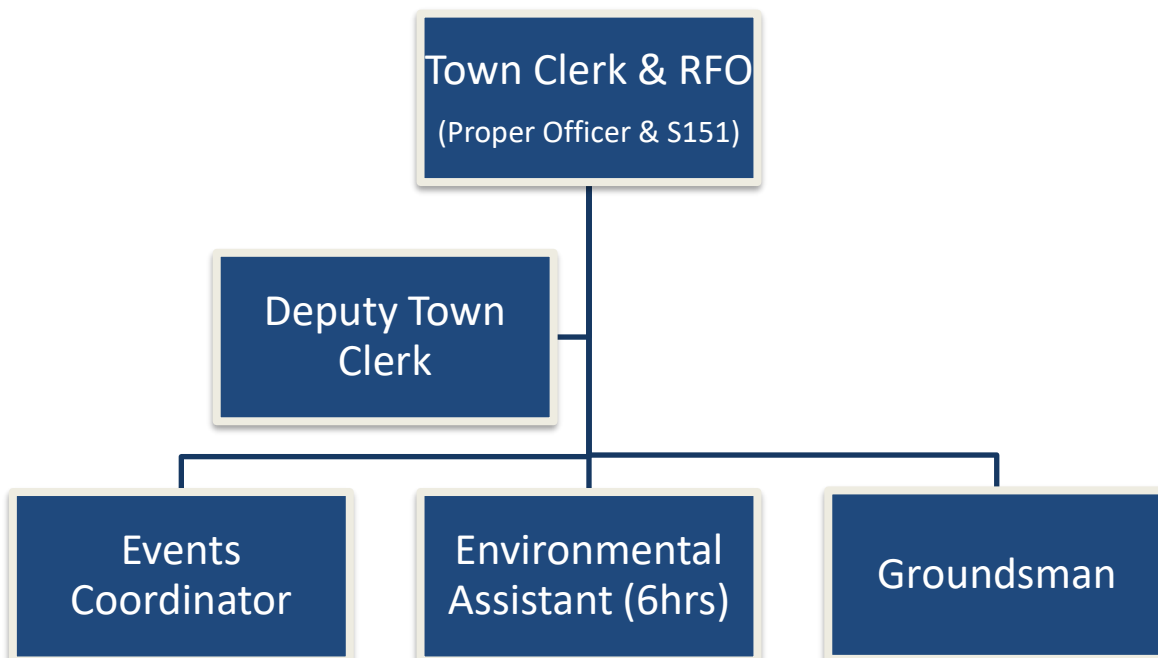 Town Clerk & RFO
(Proper Officer & S151)
Deputy Town
Clerk
Events
Coordinator
Environmental
Assistant (6hrs)
Groundsman